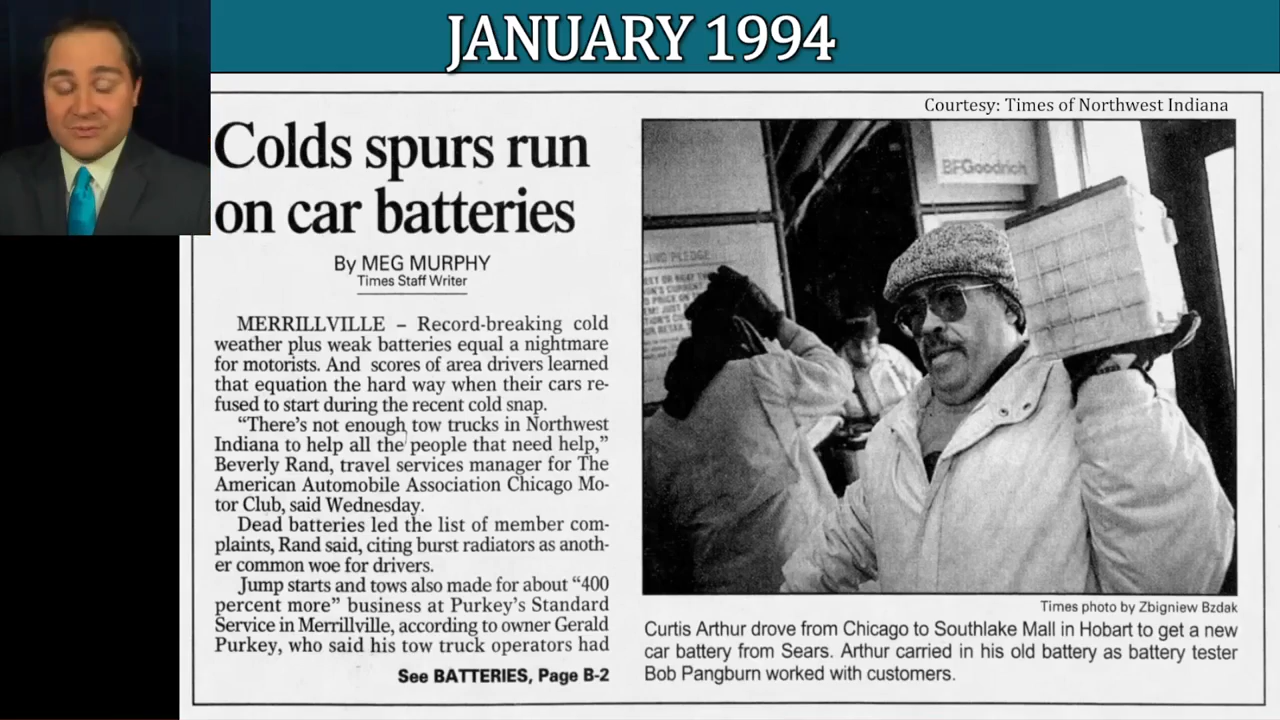 JANUARY 1994
Courtesy: Times of Northwest Indiana
Colds spurs run
on car batteries
By MEG MURPHY
Times Staff Writer
MERRILLVILLE – Record-breaking cold
weather plus weak batteries equal a nightmare
for motorists. And scores of area drivers learned
that equation the hard way when their cars re-
fused to start during the recent cold snap.
“There’s not enough tow trucks in Northwest
Indiana to help all the people that need help,”
Beverly Rand, travel services manager for The
American Automobile Association Chicago Mo-
tor Club, said Wednesday.
Dead batteries led the list of member com-
plaints, Rand said, citing burst radiators as anoth-
er common woe for drivers.
Jump starts and tows also made for about “400
percent more” business at Purkey’s Standard
Service in Merrillville, according to owner Gerald
Purkey, who said his tow truck operators had
See BATTERIES, Page B-2
BFGoodrich
PLEDGE
Times photo by Zbigniew Bzdak
Curtis Arthur drove from Chicago to Southlake Mall in Hobart to get a new
car battery from Sears. Arthur carried in his old battery as battery tester
Bob Pangburn worked with customers.